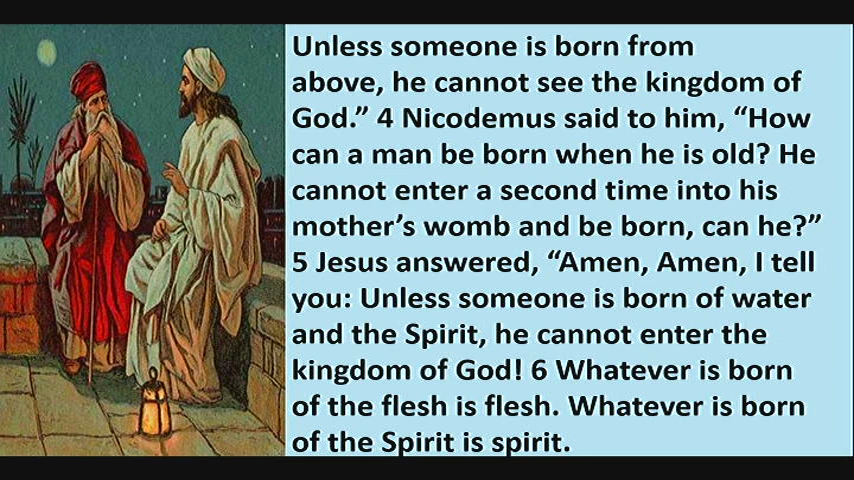 Unless someone is born from
above, he cannot see the kingdom of
God.” 4 Nicodemus said to him, “How
can a man be born when he is old? He
cannot enter a second time into his
mother’s womb and be born, can he?”
5 Jesus answered, “Amen, Amen, I tell
you: Unless someone is born of water
and the Spirit, he cannot enter the
kingdom of God! 6 Whatever is born
of the flesh is flesh. Whatever is born
of the Spirit is spirit.